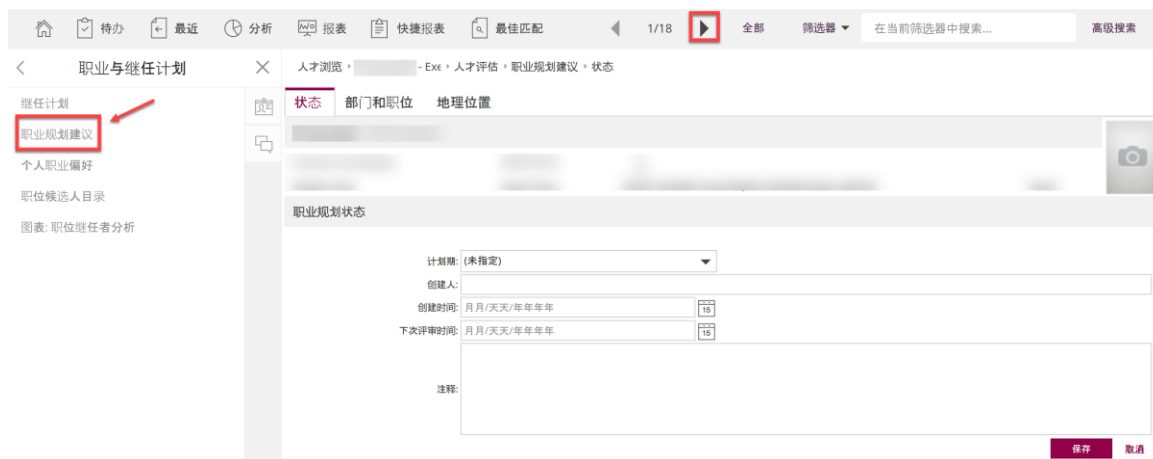 待办 最近 分析 报表 快捷报表 最佳匹配 1/18 全部 筛选器 在当前筛选器中搜索... 高级搜索
职业与继任计划
人才浏览 - Exe 人才评估 职业规划建议 状态
继任计划
职业规划建议
个人职业偏好
职位候选人目录
图表: 职位继任者分析
状态 部门和职位 地理位置
职业规划状态
计划期: (未指定)
创建人:
创建时间: 月月/天天/年年年年 15
下次评审时间: 月月/天天/年年年年 15
注释:
保存 取消